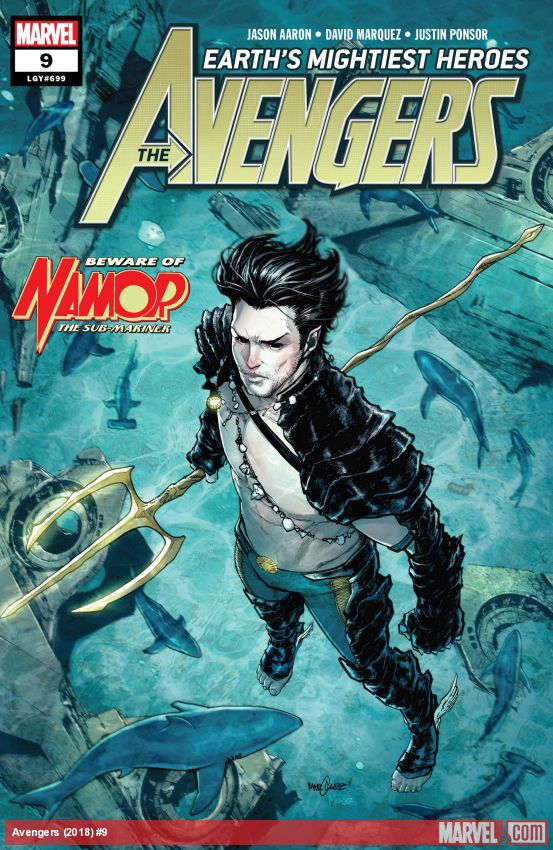 JASON AARON • DAVID MARQUEZ • JUSTIN PONSOR
MARVEL
9
LGY#699
EARTH'S MIGHTIEST HEROES
THE AVENGERS
BEWARE OF
NAMOR
THE SUB-MARINER
MARQUEZ!
Avengers (2018) #9
MARVEL.com